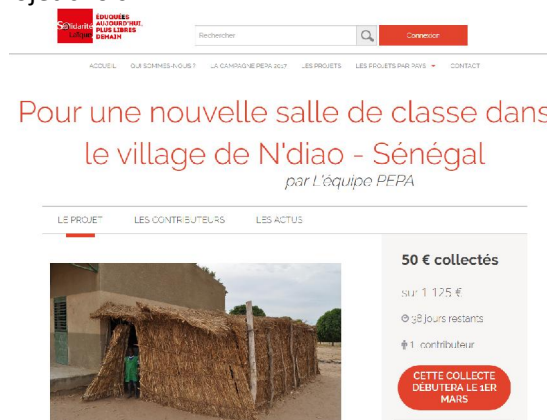 Solidarité
Laïque
ÉDUQUÉES
AUJOURD'HUI,
PLUS LIBRES
DEMAIN
Rechercher
Connexion
ACCUEIL QUI SOMMES-NOUS ? LA CAMPAGNE PEPA 2017 LES PROJETS LES PROJETS PAR PAYS CONTACT
Pour une nouvelle salle de classe dans
le village de N'diao - Sénégal
par L'équipe PEPA
LE PROJET LES CONTRIBUTEURS LES ACTUS
50 € collectés
sur 1 125 €
38 jours restants
1 contributeur
CETTE COLLECTE
DÉBUTERA LE 1ER
MARS